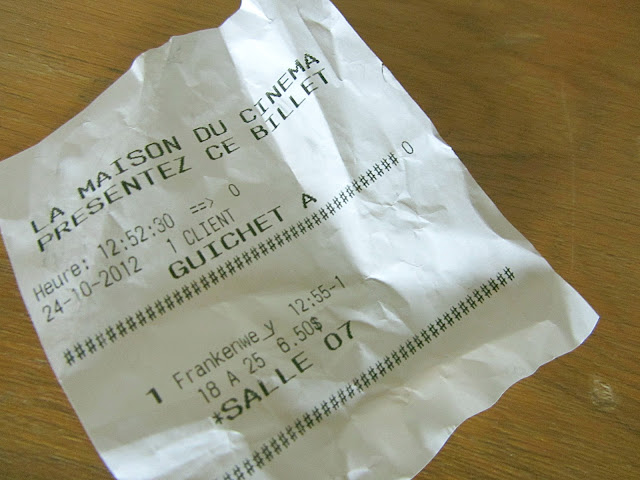 LA MAISON DU CINEMA
PRESENTEZ CE BILLET
Heure: 12:52:30 ==> 0
24-10-2012 1 CLIENT
GUICHET A
################################ 0
1 Frankenwe_y 12:55-1
18 A 25 6.50$
*SALLE 07
################################